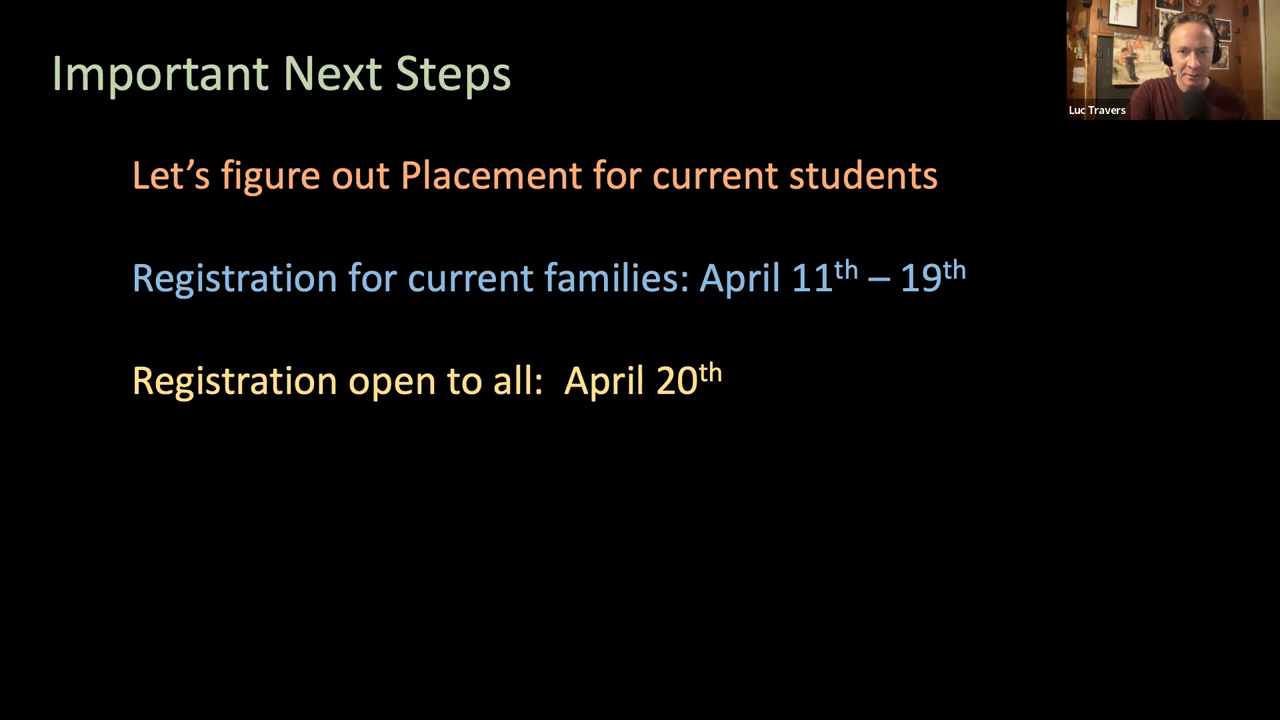 Important Next Steps
Luc Travers
Let’s figure out Placement for current students
Registration for current families: April 11th – 19th
Registration open to all:  April 20th